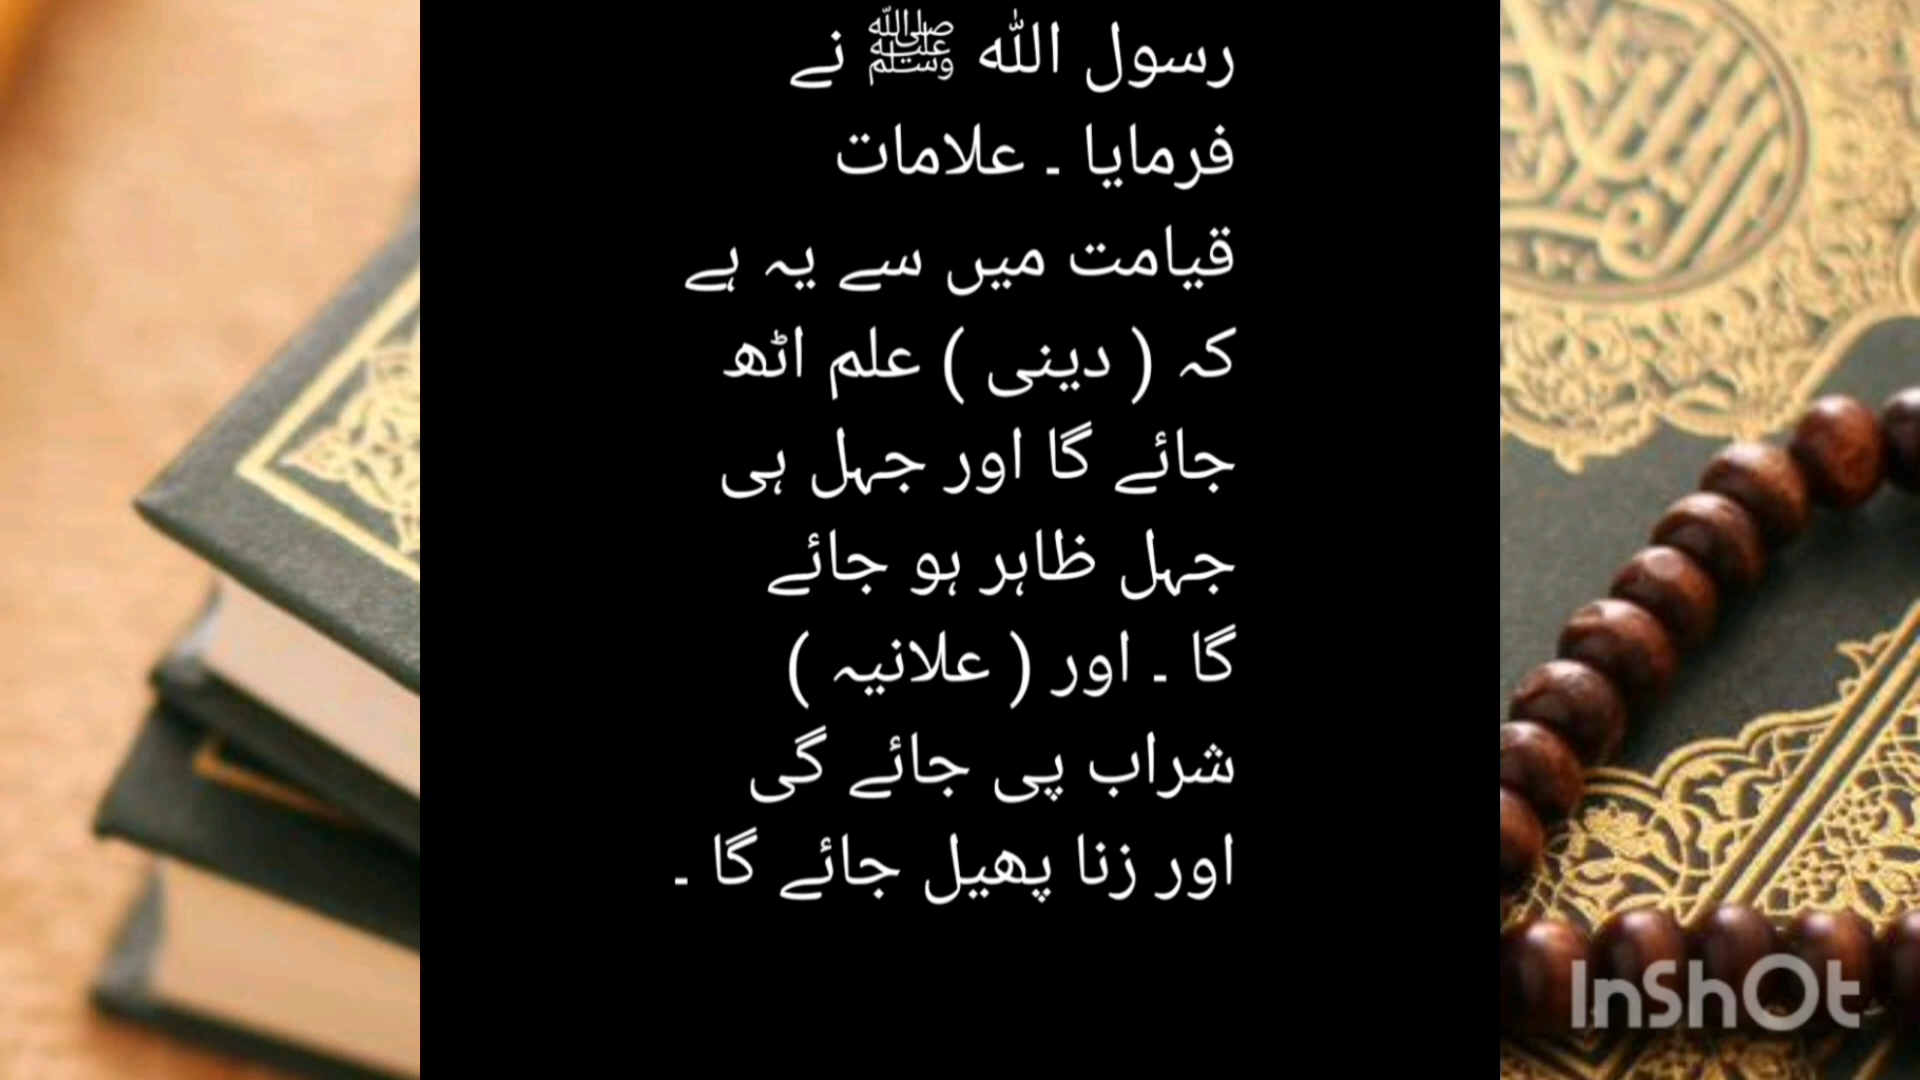 رسول الله ﷺ نے
فرمایا ۔ علامات
قیامت میں سے یہ ہے
کہ ( دینی ) علم اٹھ
جائے گا اور جہل ہی
جہل ظاہر ہو جائے
گا ۔ اور ( علانیہ )
شراب پی جائے گی
اور زنا پھیل جائے گا ۔
InShOt